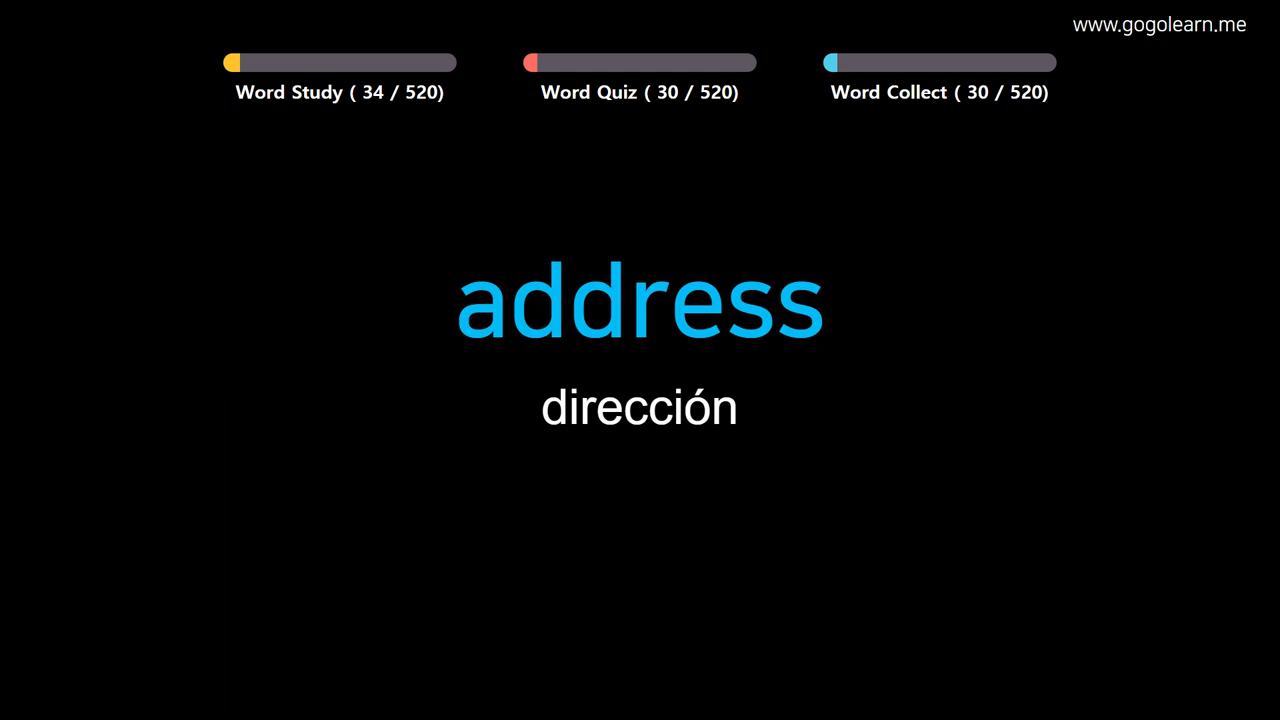 www.gogolearn.me
Word Study ( 34 / 520)
Word Quiz ( 30 / 520)
Word Collect ( 30 / 520)
address
dirección